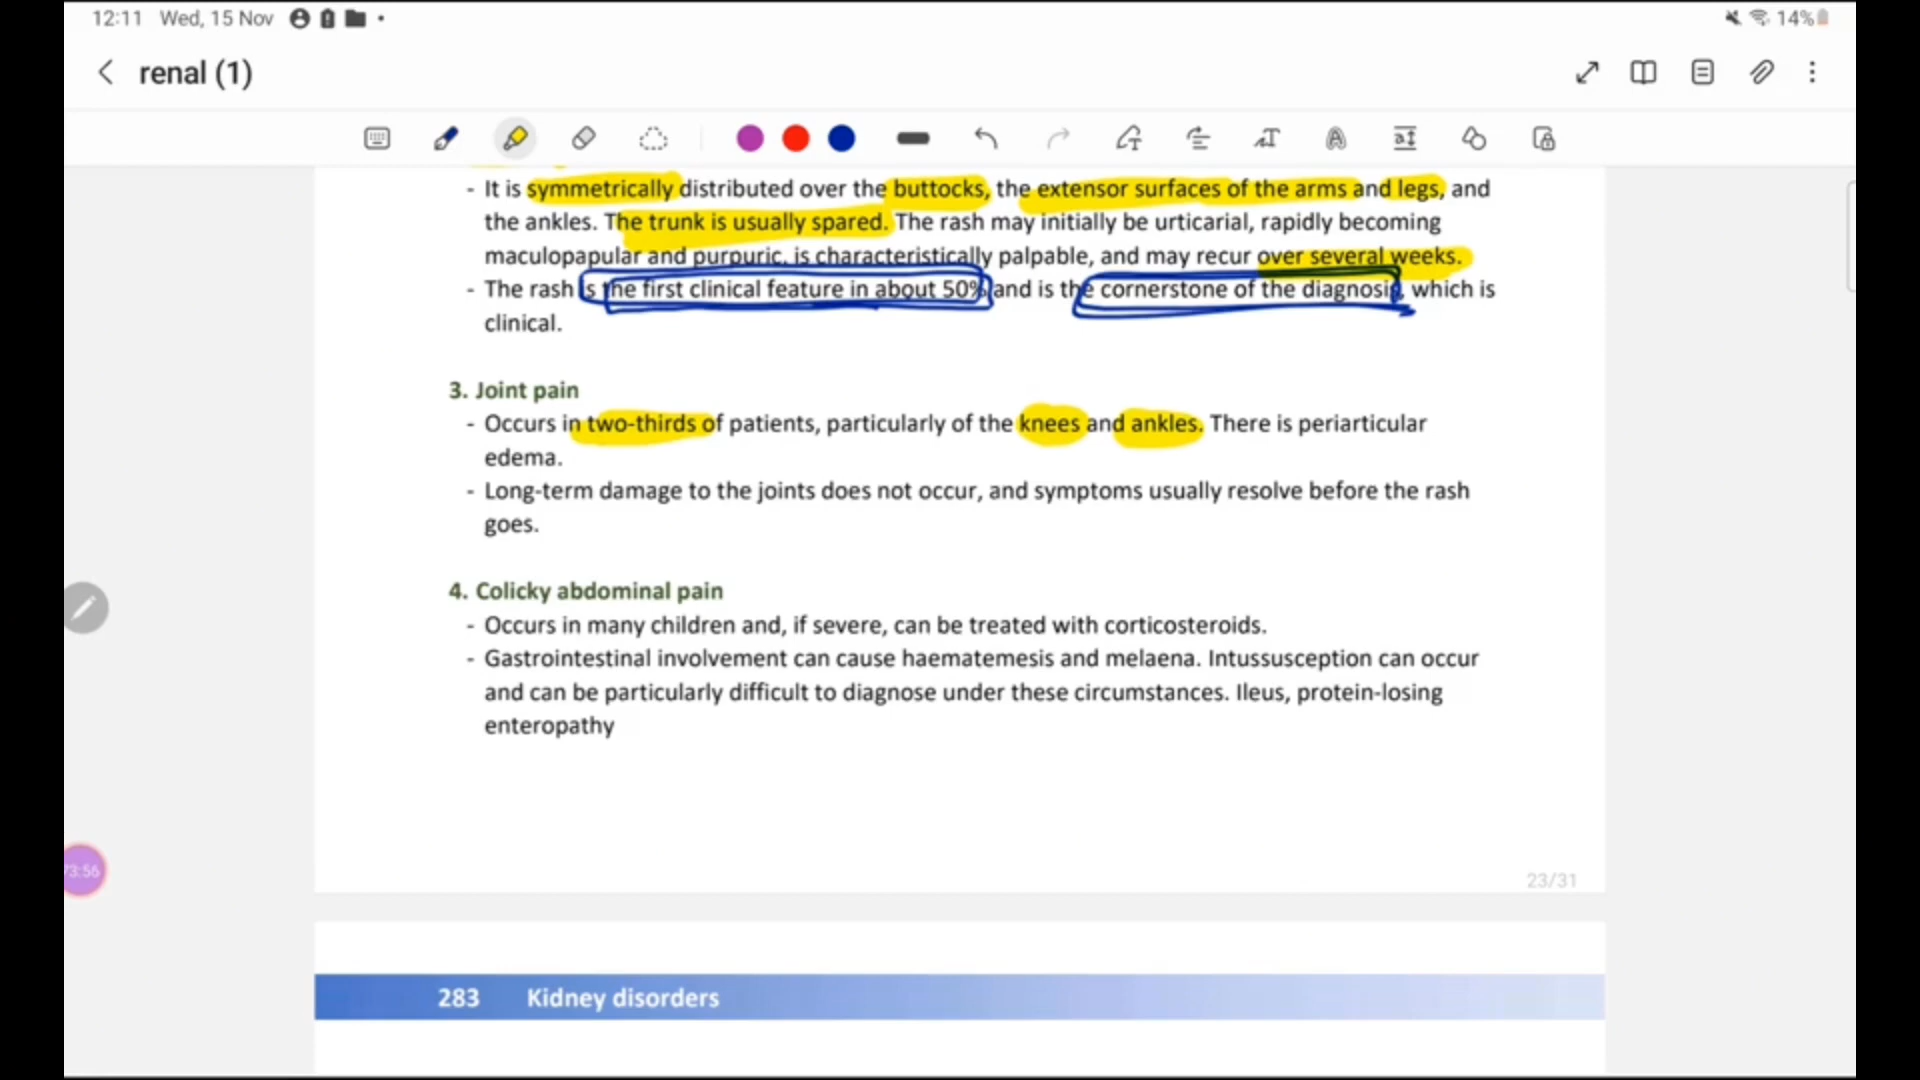 12:11 Wed, 15 Nov
14%
renal (1)
- It is symmetrically distributed over the buttocks, the extensor surfaces of the arms and legs, and
the ankles. The trunk is usually spared. The rash may initially be urticarial, rapidly becoming
maculopapular and purpuric, is characteristically palpable, and may recur over several weeks.
- The rash is the first clinical feature in about 50% and is the cornerstone of the diagnosis, which is
clinical.
3. Joint pain
- Occurs in two-thirds of patients, particularly of the knees and ankles. There is periarticular
edema.
- Long-term damage to the joints does not occur, and symptoms usually resolve before the rash
goes.
4. Colicky abdominal pain
- Occurs in many children and, if severe, can be treated with corticosteroids.
- Gastrointestinal involvement can cause haematemesis and melaena. Intussusception can occur
and can be particularly difficult to diagnose under these circumstances. Ileus, protein-losing
enteropathy
73:56
23/31
283 Kidney disorders